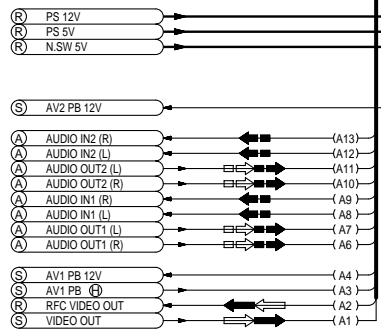 R PS 12V
R PS 5V
R N.SW 5V
S AV2 PB 12V
A AUDIO IN2 (R) (A13)
A AUDIO IN2 (L) (A12)
A AUDIO OUT2 (L) (A11)
A AUDIO OUT2 (R) (A10)
A AUDIO IN1 (R) (A9)
A AUDIO IN1 (L) (A8)
A AUDIO OUT1 (L) (A7)
A AUDIO OUT1 (R) (A6)
S AV1 PB 12V (A4)
S AV1 PB H (A3)
R RFC VIDEO OUT (A2)
S VIDEO OUT (A1)